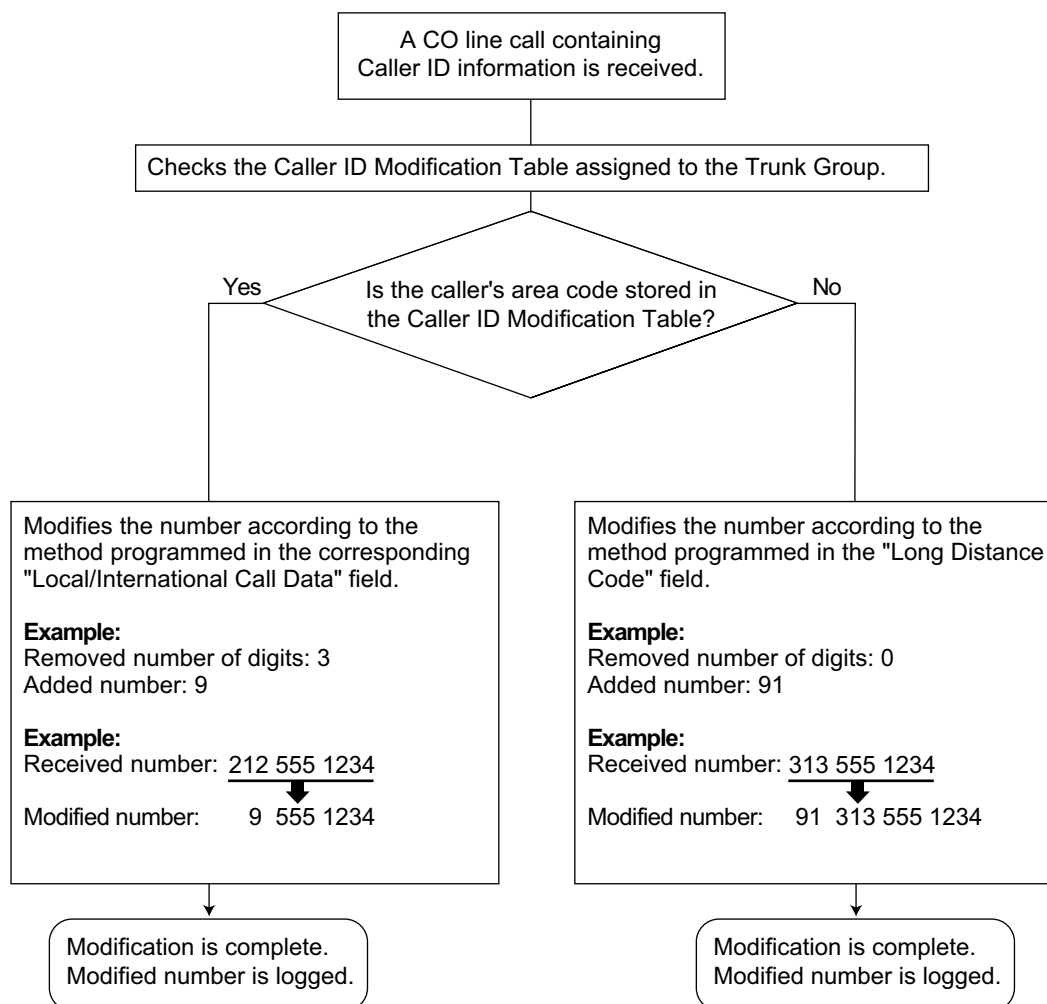 A CO line call containing
Caller ID information is received.
Checks the Caller ID Modification Table assigned to the Trunk Group.
Is the caller's area code stored in
the Caller ID Modification Table?
Yes
No
Modifies the number according to the
method programmed in the corresponding
"Local/International Call Data" field.
Example:
Removed number of digits: 3
Added number: 9
Example:
Received number: 212 555 1234
Modified number: 9 555 1234
Modification is complete.
Modified number is logged.
Modifies the number according to the
method programmed in the "Long Distance
Code" field.
Example:
Removed number of digits: 0
Added number: 91
Example:
Received number: 313 555 1234
Modified number: 91 313 555 1234
Modification is complete.
Modified number is logged.